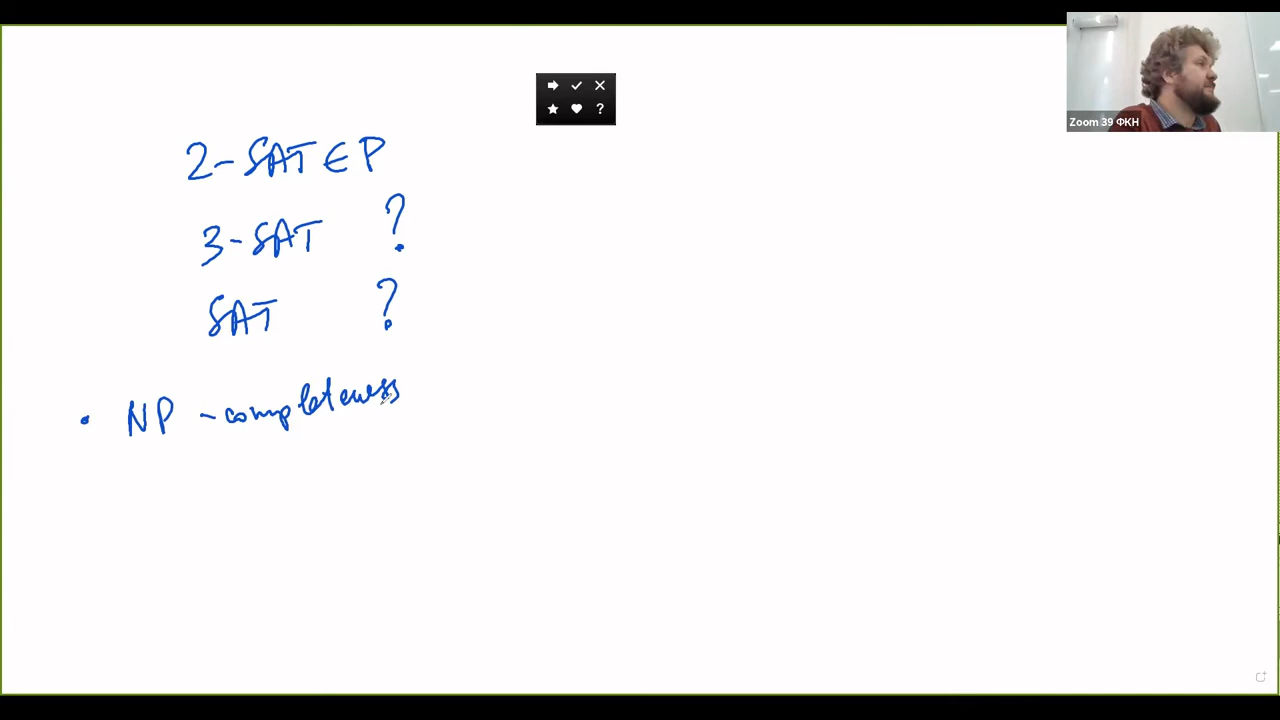 2-SAT ∈ P
3-SAT ?
SAT ?
• NP - completeness
Zoom 39 ФКН